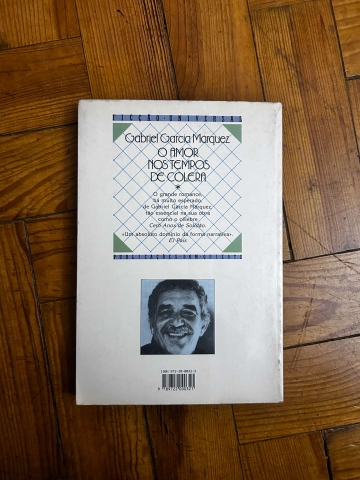 FICÇÃO UNIVERSAL
Gabriel García Márquez
O AMOR
NOS TEMPOS
DE CÓLERA
*
O grande romance,
há muito esperado,
de Gabriel García Márquez,
tão essencial na sua obra
como o célebre
Cem Anos de Solidão.
«Um absoluto domínio da forma narrativa».
El País